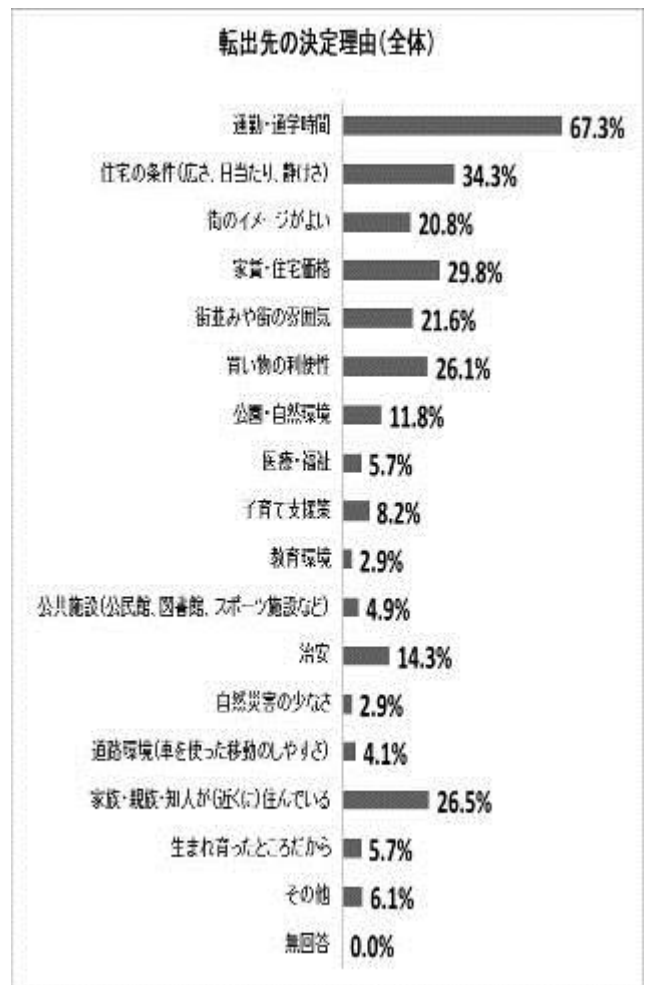 転出先の決定理由(全体)
通勤・通学時間 67.3%
住宅の条件(広さ、日当たり、静けさ) 34.3%
街のイメージがよい 20.8%
家賃・住宅価格 29.8%
街並みや街の雰囲気 21.6%
買い物の利便性 26.1%
公園・自然環境 11.8%
医療・福祉 5.7%
子育て支援策 8.2%
教育環境 2.9%
公共施設(公民館、図書館、スポーツ施設など) 4.9%
治安 14.3%
自然災害の少なさ 2.9%
道路環境(車を使った移動のしやすさ) 4.1%
家族・親族・知人が(近くに)住んでいる 26.5%
生まれ育ったところだから 5.7%
その他 6.1%
無回答 0.0%